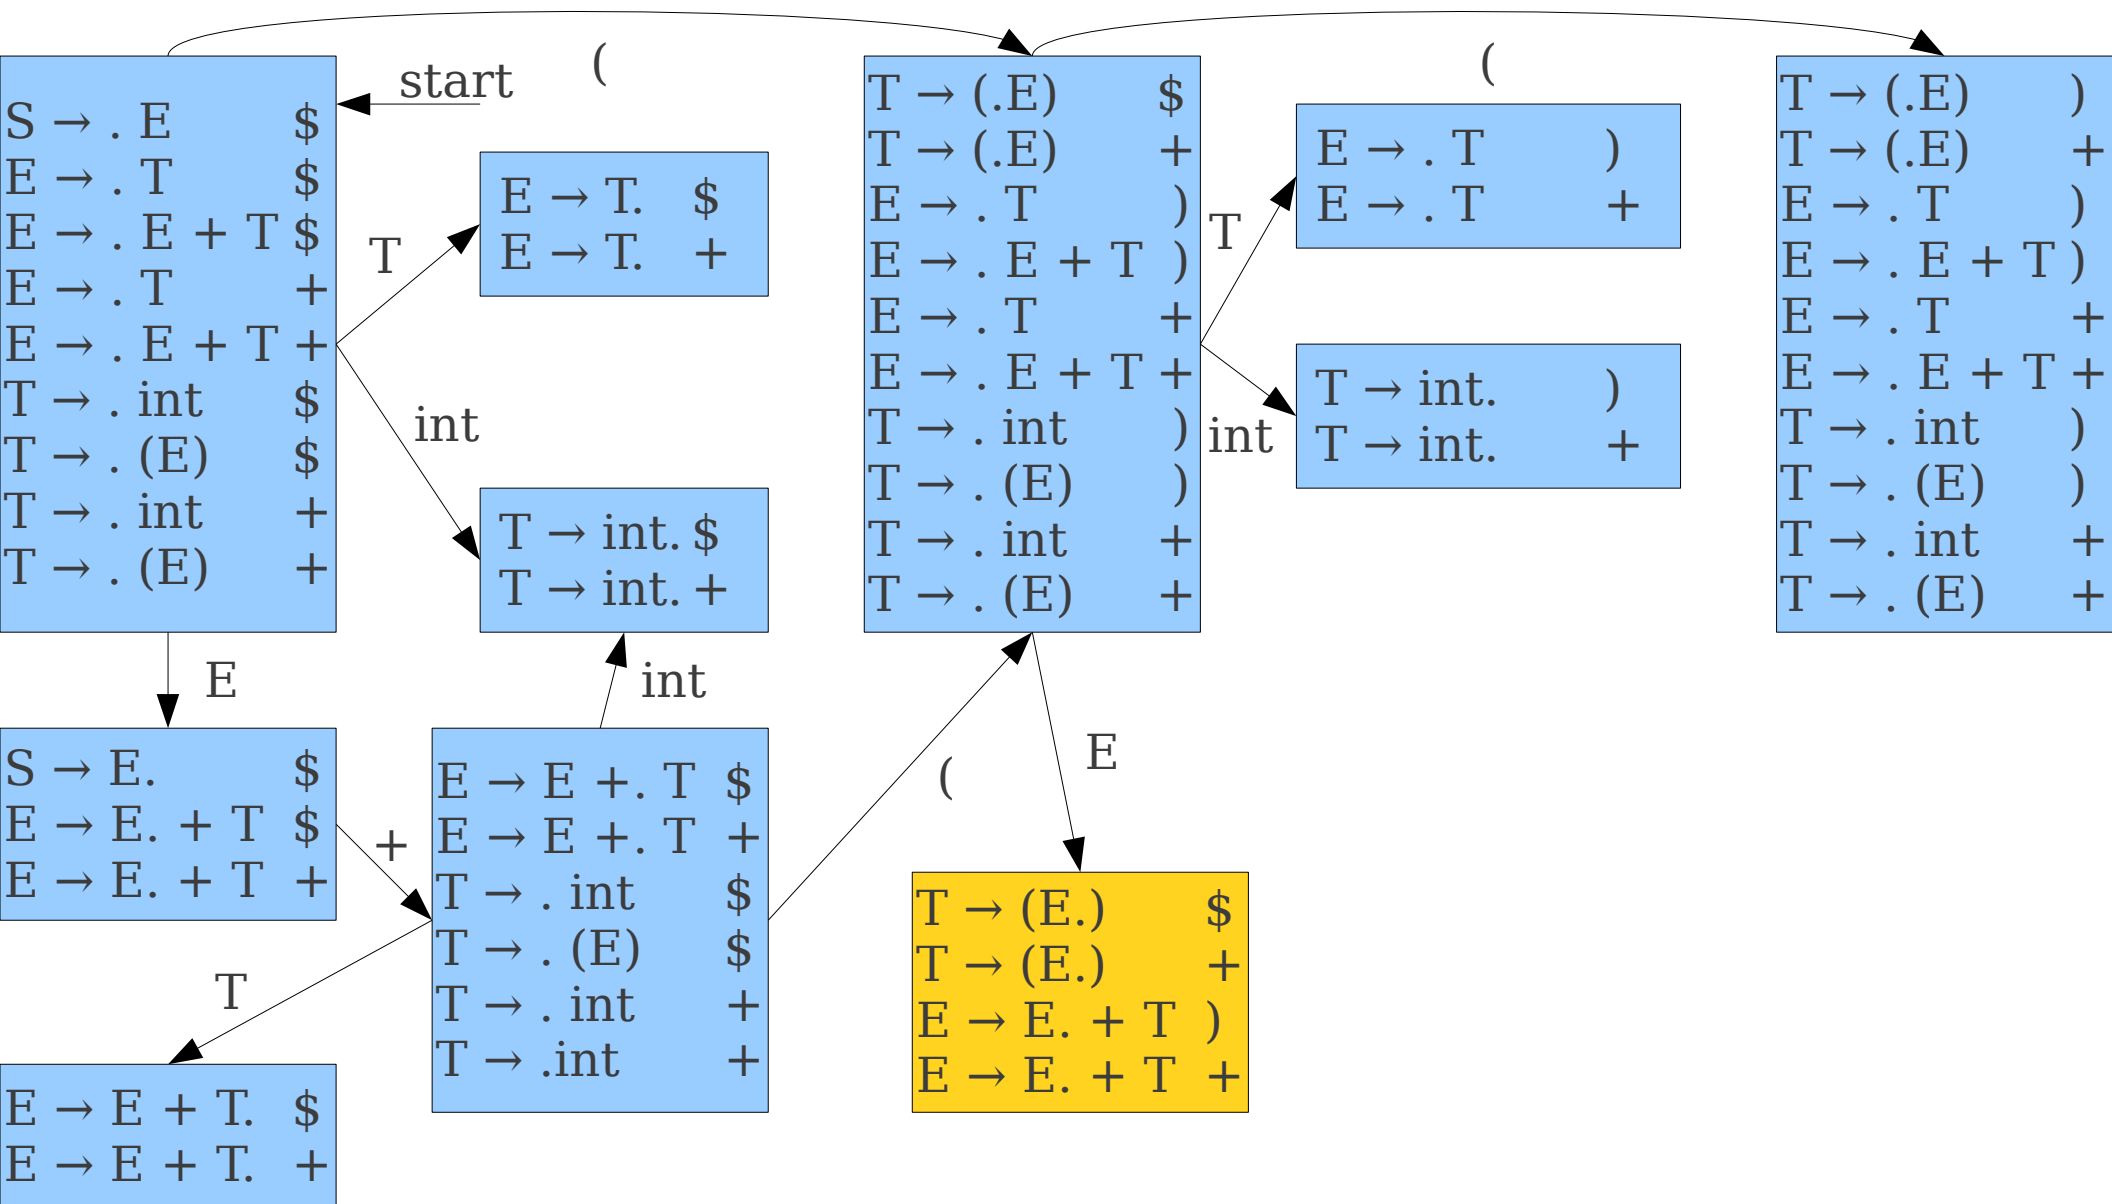 start
(
(
S → . E $
E → . T $
E → . E + T $
E → . T +
E → . E + T +
T → . int $
T → . (E) $
T → . int +
T → . (E) +
T
int
E → T. $
E → T. +
T → int. $
T → int. +
T → (.E) $
T → (.E) +
E → . T )
E → . E + T )
E → . T +
E → . E + T +
T → . int )
T → . (E) )
T → . int +
T → . (E) +
T
int
E → . T )
E → . T +
T → int. )
T → int. +
T → (.E) )
T → (.E) +
E → . T )
E → . E + T )
E → . T +
E → . E + T +
T → . int )
T → . (E) )
T → . int +
T → . (E) +
E
int
(
E
S → E. $
E → E. + T $
E → E. + T +
+
E → E +. T $
E → E +. T +
T → . int $
T → . (E) $
T → . int +
T → .int +
T → (E.) $
T → (E.) +
E → E. + T )
E → E. + T +
T
E → E + T. $
E → E + T. +